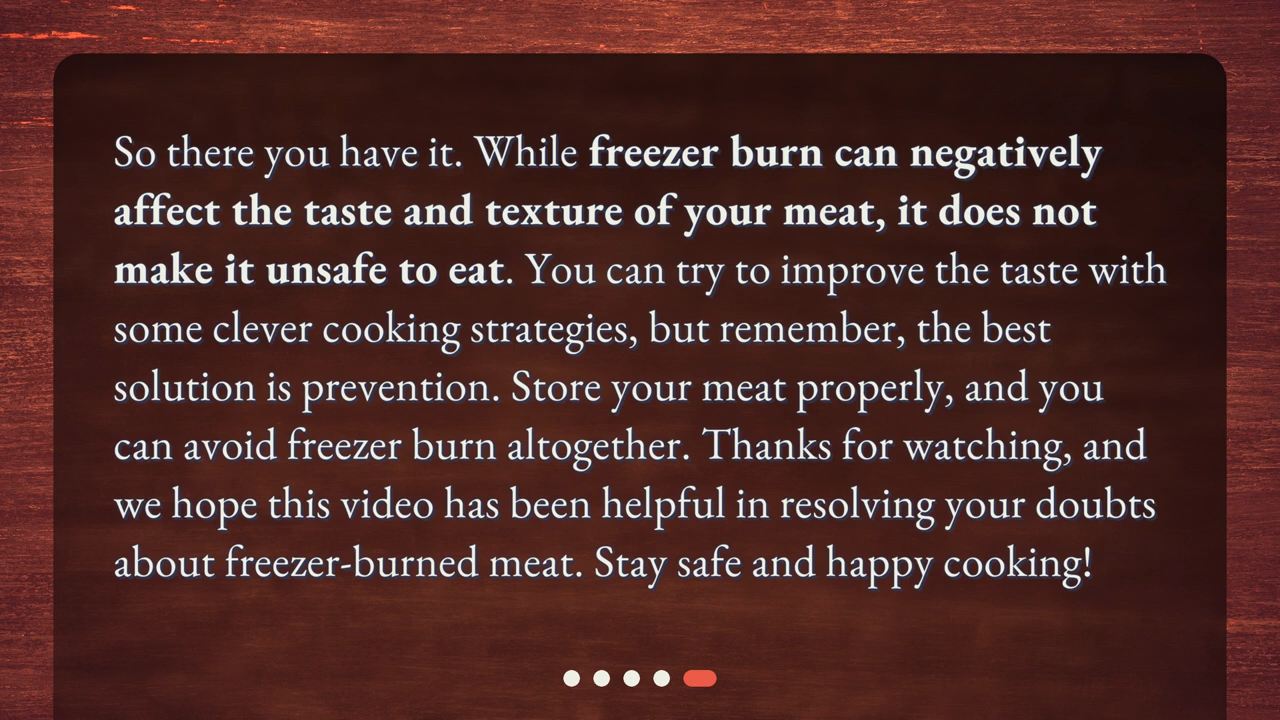 So there you have it. While freezer burn can negatively
affect the taste and texture of your meat, it does not
make it unsafe to eat. You can try to improve the taste with
some clever cooking strategies, but remember, the best
solution is prevention. Store your meat properly, and you
can avoid freezer burn altogether. Thanks for watching, and
we hope this video has been helpful in resolving your doubts
about freezer-burned meat. Stay safe and happy cooking!